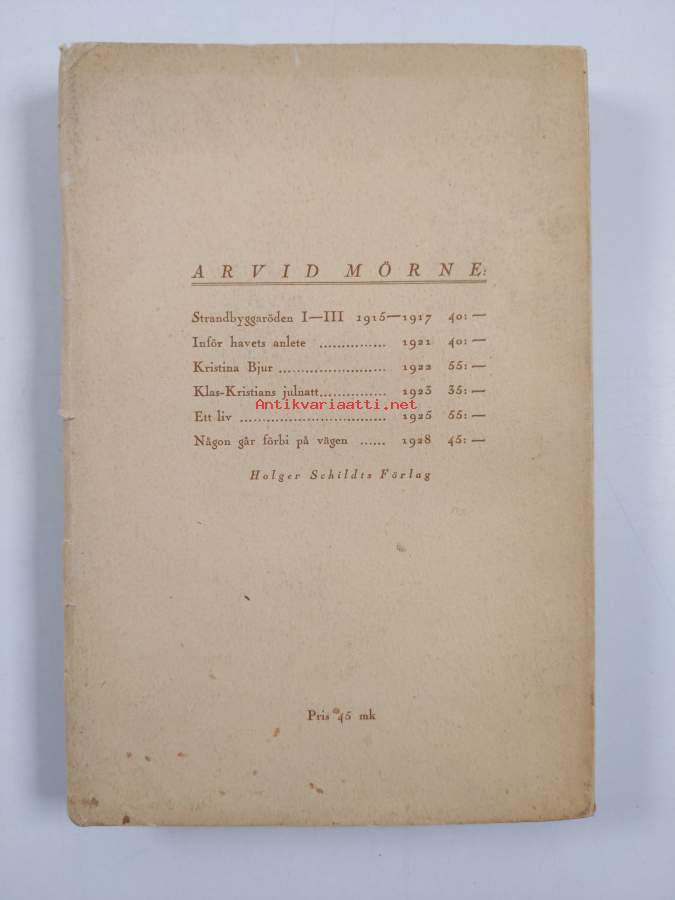 ARVID MÖRNE:
Strandbyggaröden I—III 1915—1917 40:—
Inför havets anlete ............... 1921 40:—
Kristina Bjur ........................ 1922 55:—
Klas-Kristians julnatt............... 1923 35:—
Antikvariaatti.net
Ett liv ................................. 1925 55:—
Någon går förbi på vägen ...... 1928 45:—
Holger Schildts Förlag
Pris 45 mk